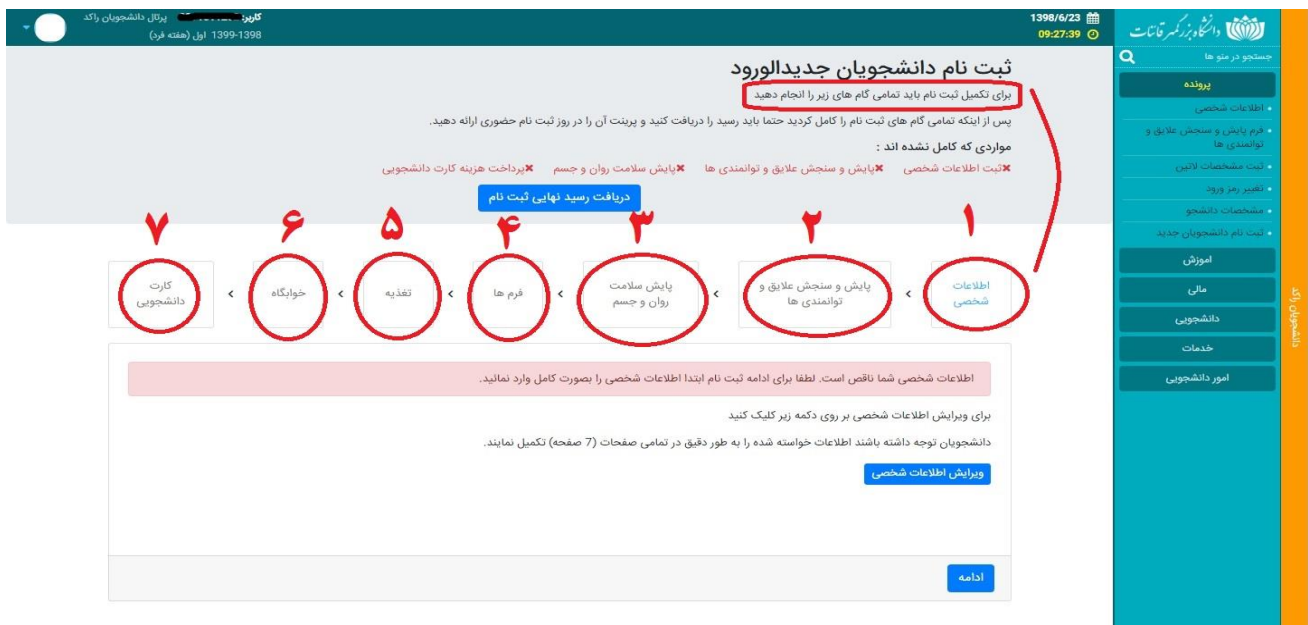 دانشگاه بزرگمهر قائنات
1398/6/23
09:27:39
کاربر:
پرتال دانشجویان راکد
1399-1398 اول (هفته فرد)
جستجو در منو ها
پرونده
اطلاعات شخصی
فرم پایش و سنجش علایق و
توانمندی ها
ثبت مشخصات لاتین
تغییر رمز ورود
مشخصات دانشجو
ثبت نام دانشجویان جدید
اموزش
مالی
دانشجویی
خدمات
امور دانشجویی
دانشجویان راکد
ثبت نام دانشجویان جدیدالورود
برای تکمیل ثبت نام باید تمامی گام های زیر را انجام دهید
پس از اینکه تمامی گام های ثبت نام را کامل کردید حتما باید رسید را دریافت کنید و پرینت آن را در روز ثبت نام حضوری ارائه دهید.
مواردی که کامل نشده اند :
✖ثبت اطلاعات شخصی ✖پایش و سنجش علایق و توانمندی ها ✖پایش سلامت روان و جسم ✖پرداخت هزینه کارت دانشجویی
دریافت رسید نهایی ثبت نام
۱ ۲ ۳ ۴ ۵ ۶ ۷
اطلاعات
شخصی
پایش و سنجش علایق و
توانمندی ها
پایش سلامت
روان و جسم
فرم ها
تغذیه
خوابگاه
کارت
دانشجویی
اطلاعات شخصی شما ناقص است. لطفا برای ادامه ثبت نام ابتدا اطلاعات شخصی را بصورت کامل وارد نمائید.
برای ویرایش اطلاعات شخصی بر روی دکمه زیر کلیک کنید
دانشجویان توجه داشته باشند اطلاعات خواسته شده را به طور دقیق در تمامی صفحات (7 صفحه) تکمیل نمایند.
ویرایش اطلاعات شخصی
ادامه